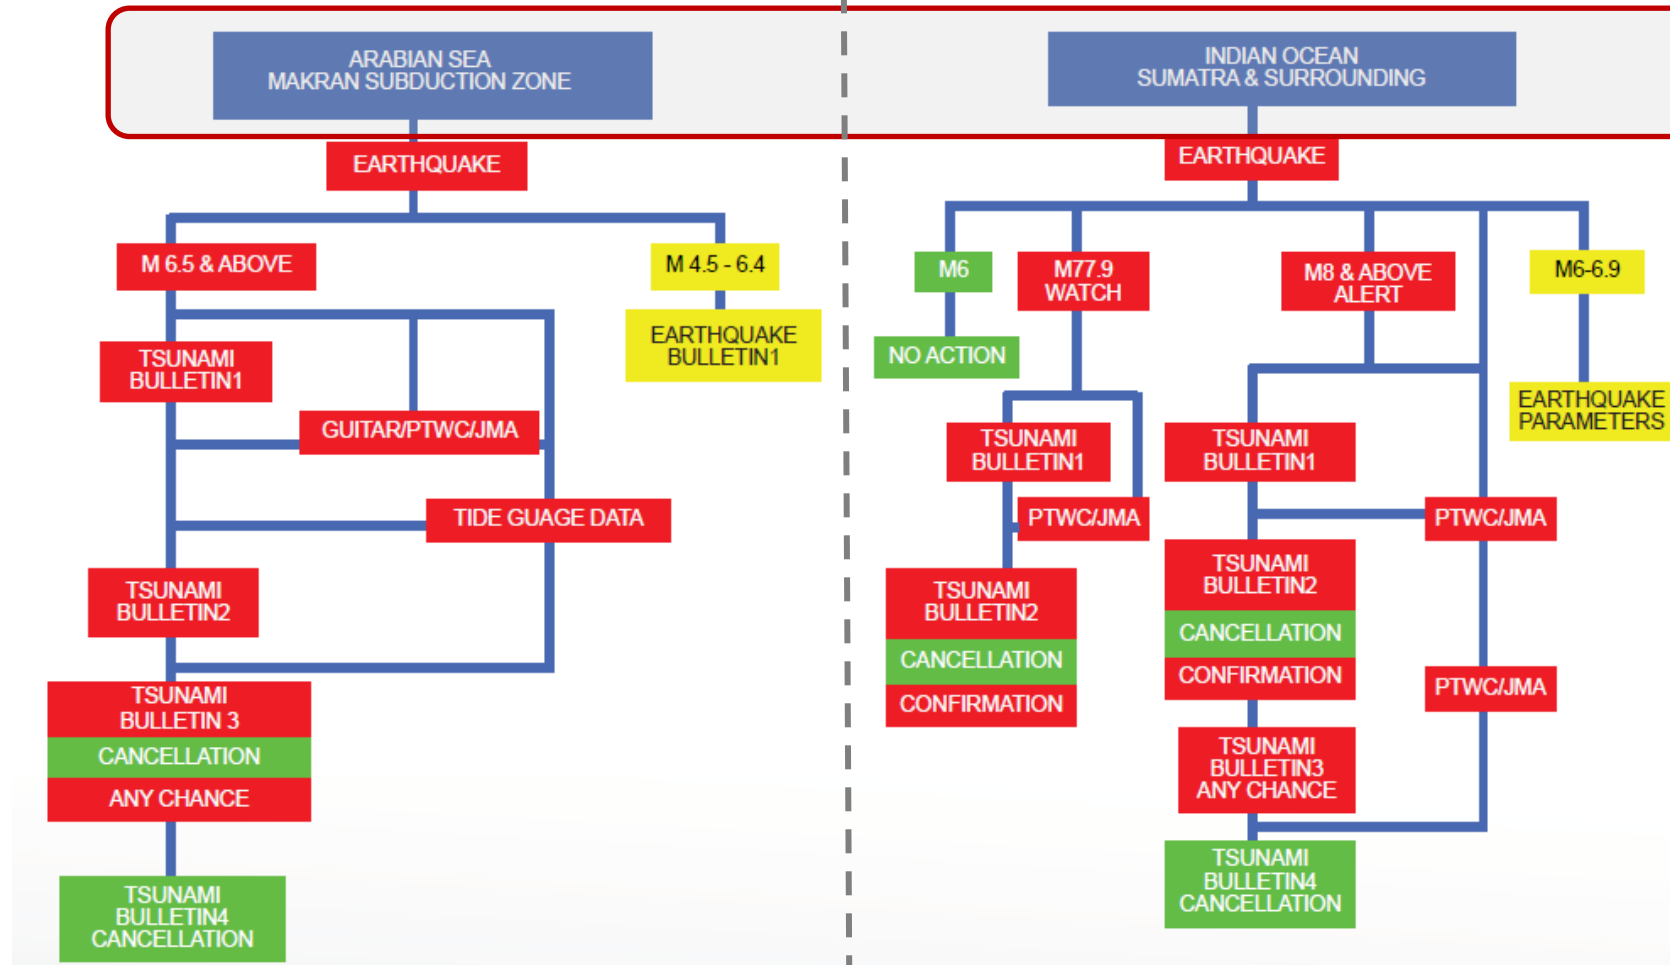 ARABIAN SEA
MAKRAN SUBDUCTION ZONE
EARTHQUAKE
M 6.5 & ABOVE
M 4.5 - 6.4
TSUNAMI
BULLETIN1
EARTHQUAKE
BULLETIN1
GUITAR/PTWC/JMA
TIDE GUAGE DATA
TSUNAMI
BULLETIN2
TSUNAMI
BULLETIN 3
CANCELLATION
ANY CHANCE
TSUNAMI
BULLETIN4
CANCELLATION
INDIAN OCEAN
SUMATRA & SURROUNDING
EARTHQUAKE
M6
M77.9
WATCH
M8 & ABOVE
ALERT
M6-6.9
NO ACTION
EARTHQUAKE
PARAMETERS
TSUNAMI
BULLETIN1
PTWC/JMA
TSUNAMI
BULLETIN2
CANCELLATION
CONFIRMATION
TSUNAMI
BULLETIN1
PTWC/JMA
TSUNAMI
BULLETIN2
CANCELLATION
CONFIRMATION
PTWC/JMA
TSUNAMI
BULLETIN3
ANY CHANCE
TSUNAMI
BULLETIN4
CANCELLATION